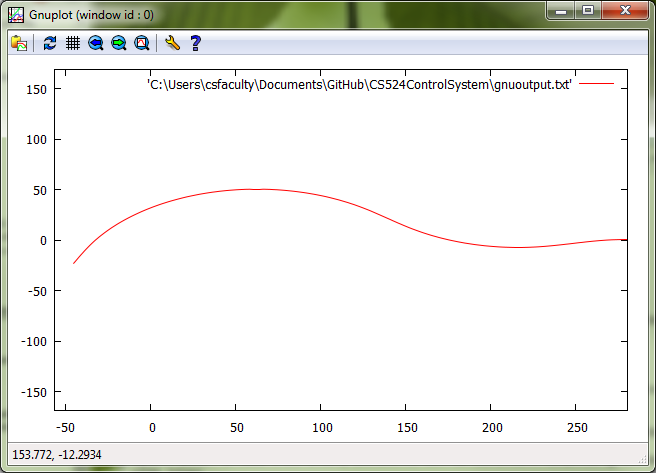 Gnuplot (window id : 0)
'C:\Users\csfaculty\Documents\GitHub\CS524ControlSystem\gnuoutput.txt'
150
100
50
0
-50
-100
-150
-50 0 50 100 150 200 250
153.772, -12.2934